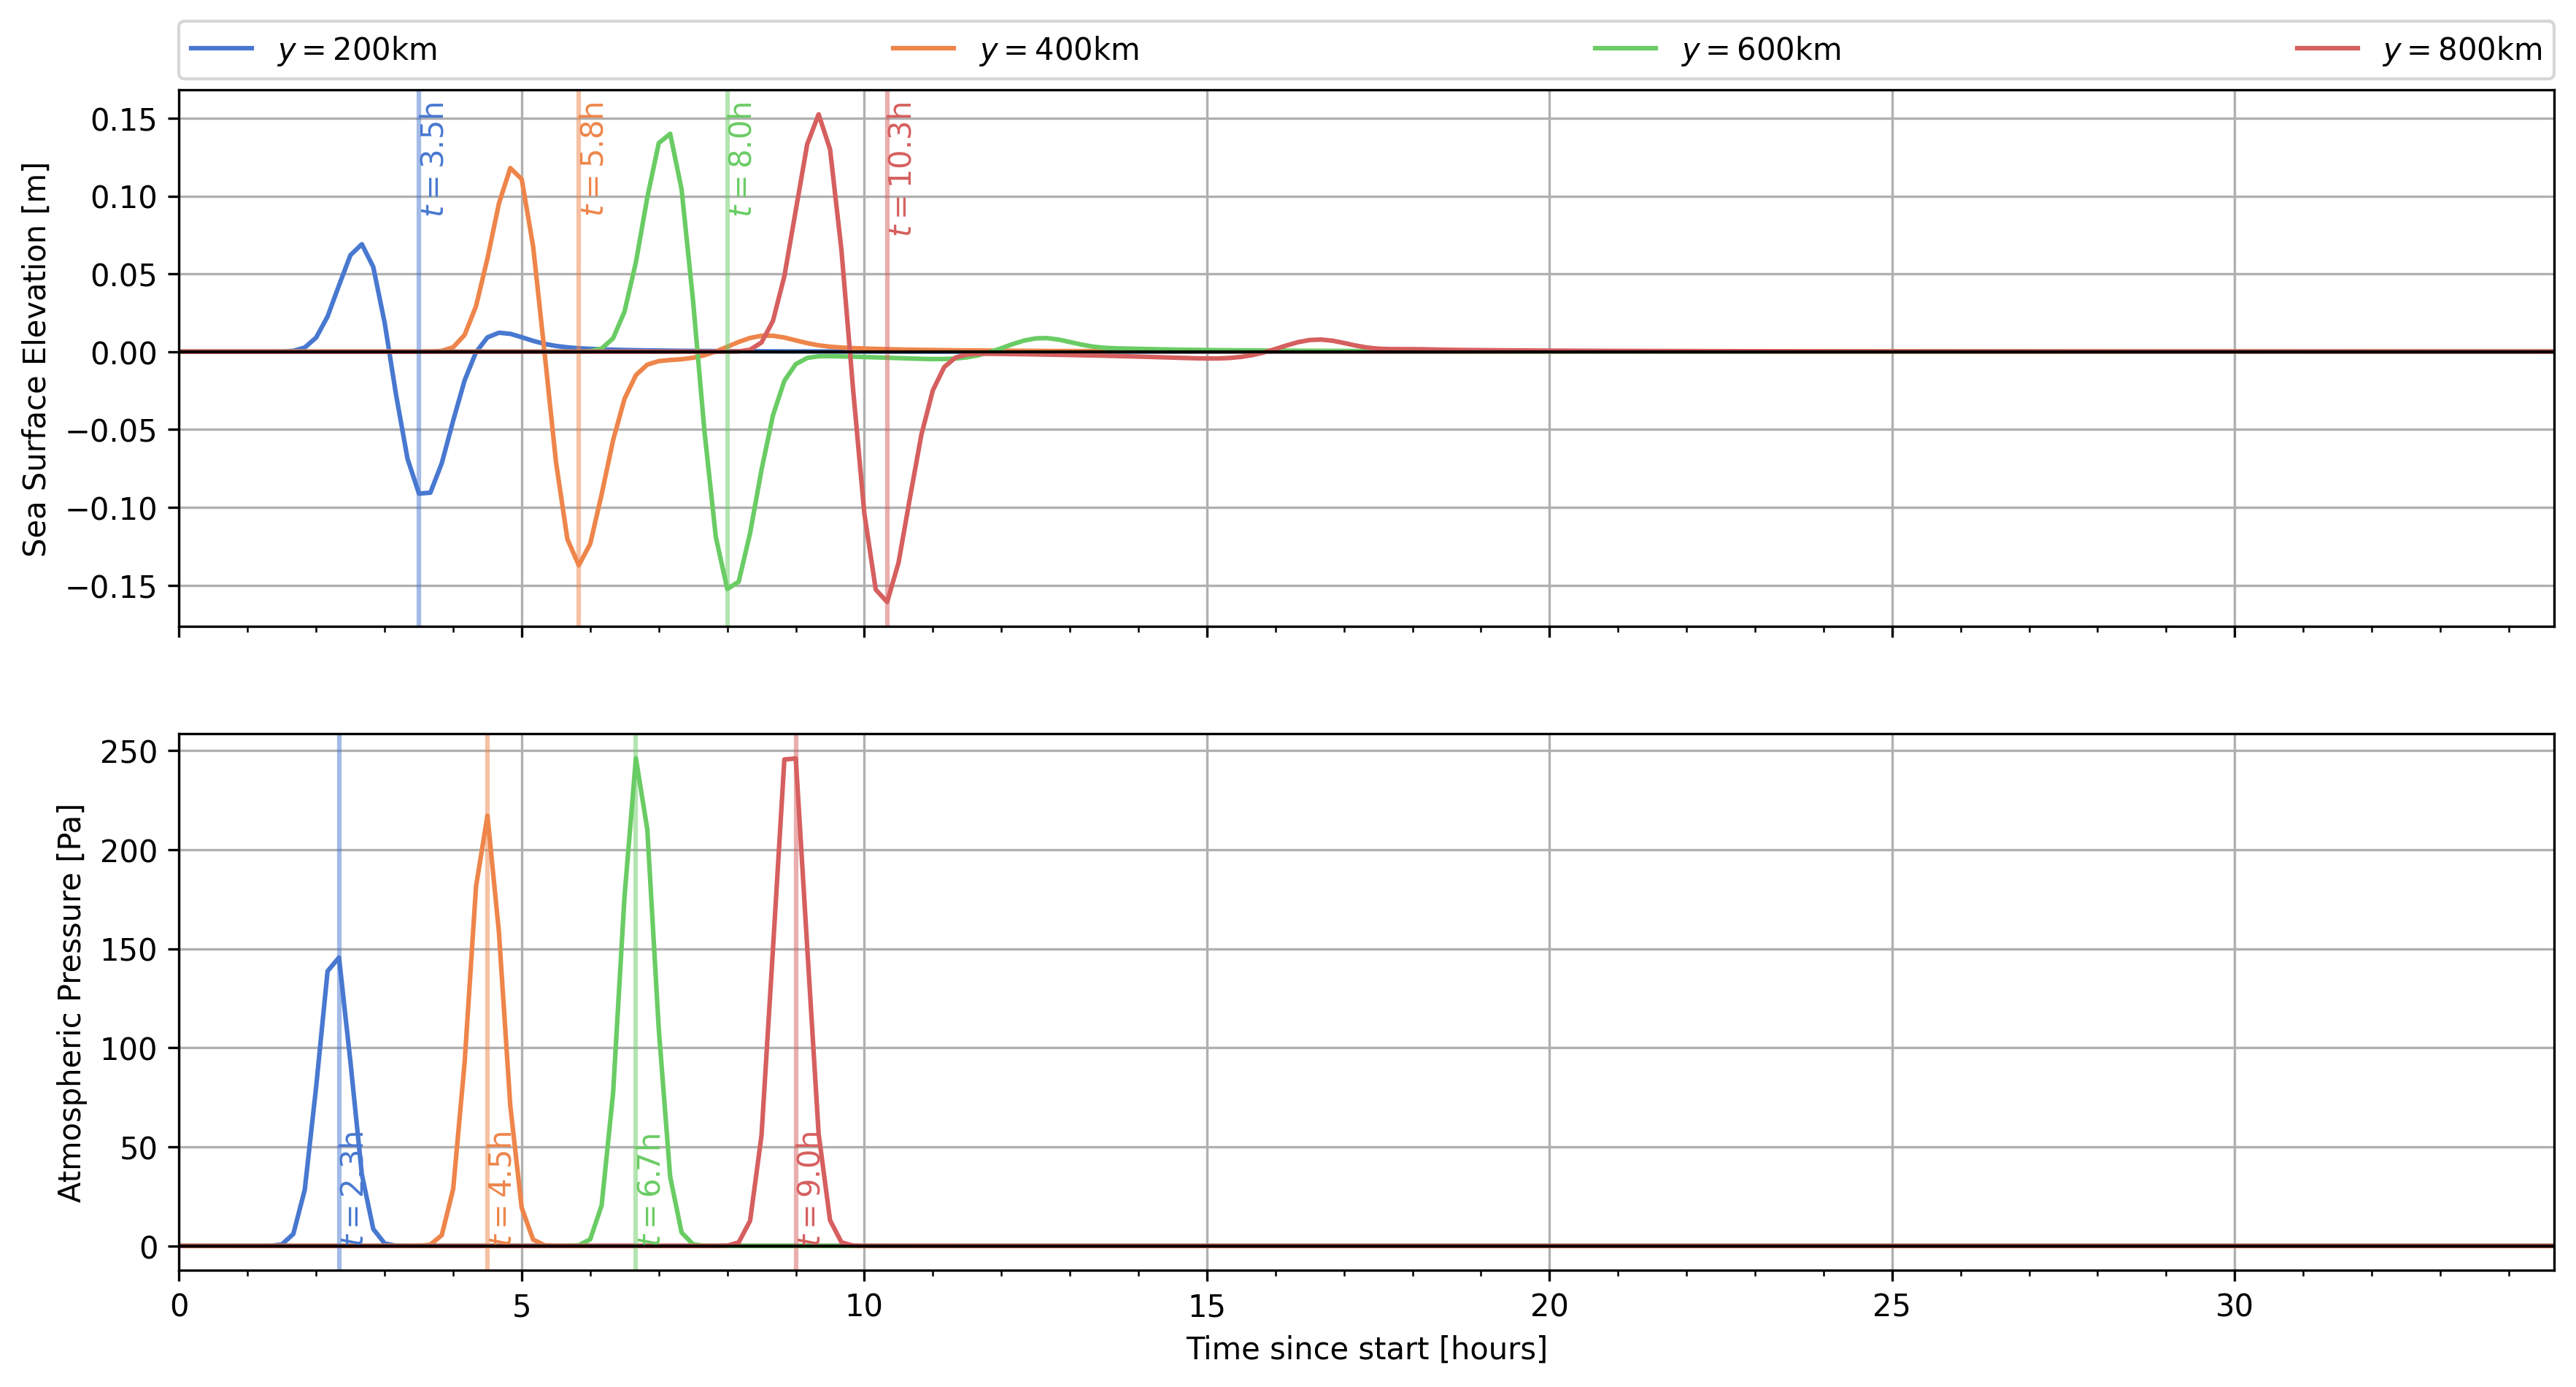 y = 200km
y = 400km
y = 600km
y = 800km
Sea Surface Elevation [m]
0.15
0.10
0.05
0.00
−0.05
−0.10
−0.15
t = 3.5h
t = 5.8h
t = 8.0h
t = 10.3h
Atmospheric Pressure [Pa]
250
200
150
100
50
0
t = 2.3h
t = 4.5h
t = 6.7h
t = 9.0h
0 5 10 15 20 25 30
Time since start [hours]